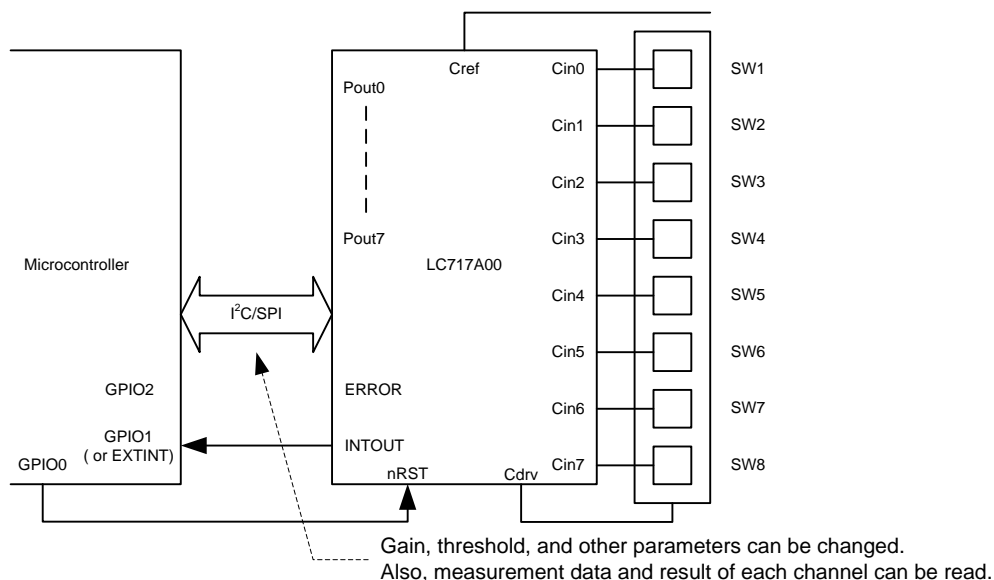 Cref
Cin0
SW1
Pout0
Cin1
SW2
Cin2
SW3
Pout7
Cin3
SW4
Microcontroller
LC717A00
Cin4
SW5
I²C/SPI
Cin5
SW6
GPIO2
ERROR
Cin6
SW7
GPIO1
( or EXTINT)
INTOUT
GPIO0
nRST
Cdrv
Cin7
SW8
Gain, threshold, and other parameters can be changed.
Also, measurement data and result of each channel can be read.